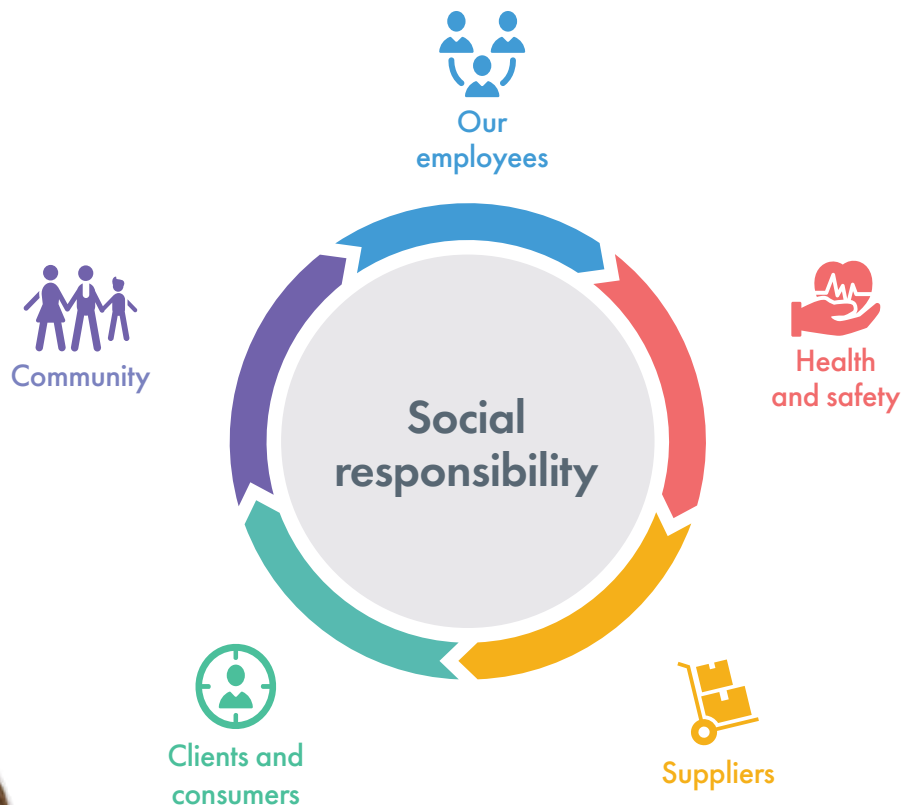 Our
employees
Health
and safety
Community
Social
responsibility
Suppliers
Clients and
consumers